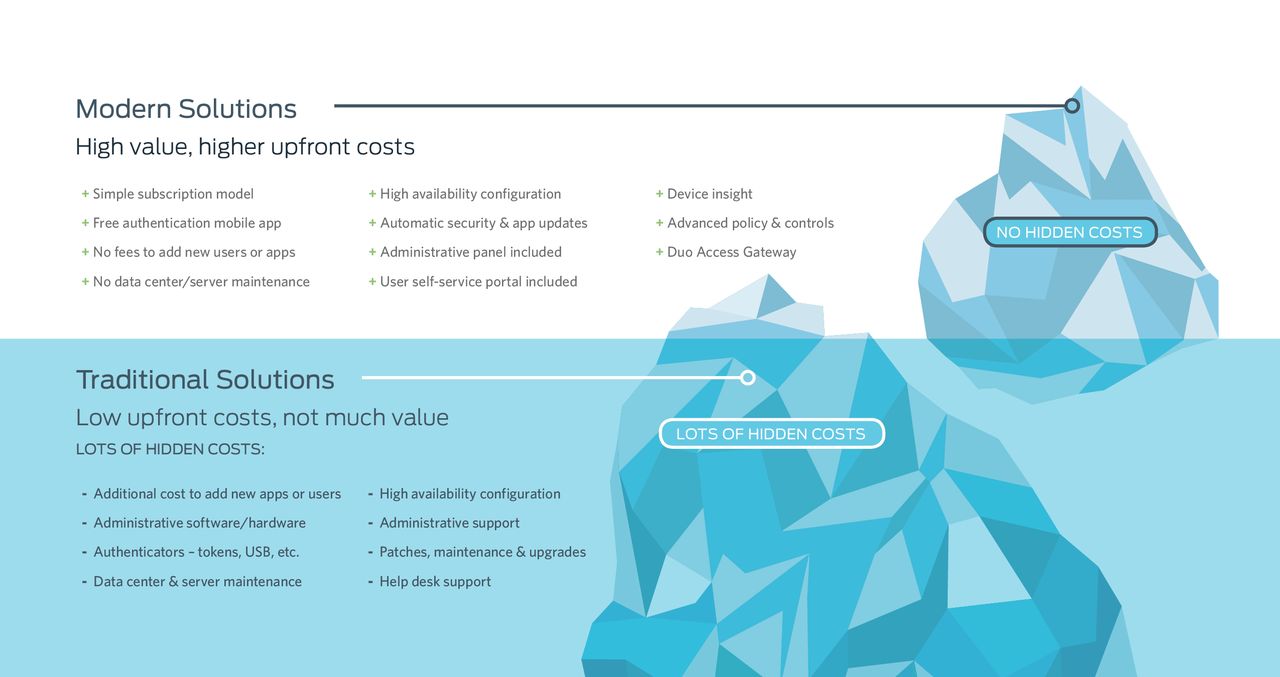 Modern Solutions
High value, higher upfront costs
+ Simple subscription model
+ Free authentication mobile app
+ No fees to add new users or apps
+ No data center/server maintenance
+ High availability configuration
+ Automatic security & app updates
+ Administrative panel included
+ User self-service portal included
+ Device insight
+ Advanced policy & controls
+ Duo Access Gateway
NO HIDDEN COSTS
Traditional Solutions
Low upfront costs, not much value
LOTS OF HIDDEN COSTS:
- Additional cost to add new apps or users
- Administrative software/hardware
- Authenticators – tokens, USB, etc.
- Data center & server maintenance
- High availability configuration
- Administrative support
- Patches, maintenance & upgrades
- Help desk support
LOTS OF HIDDEN COSTS